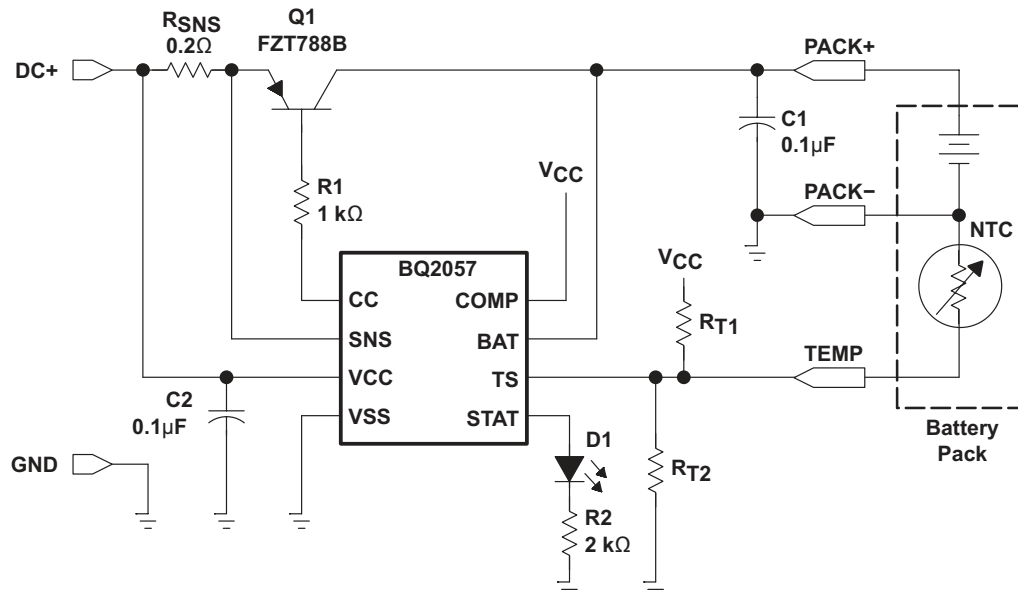 RSNS
0.2Ω
Q1
FZT788B
DC+
PACK+
C1
0.1µF
VCC
R1
1 kΩ
PACK−
NTC
BQ2057
VCC
CC
COMP
RT1
SNS
BAT
TEMP
VCC
TS
C2
0.1µF
VSS
STAT
D1
Battery
Pack
GND
RT2
R2
2 kΩ